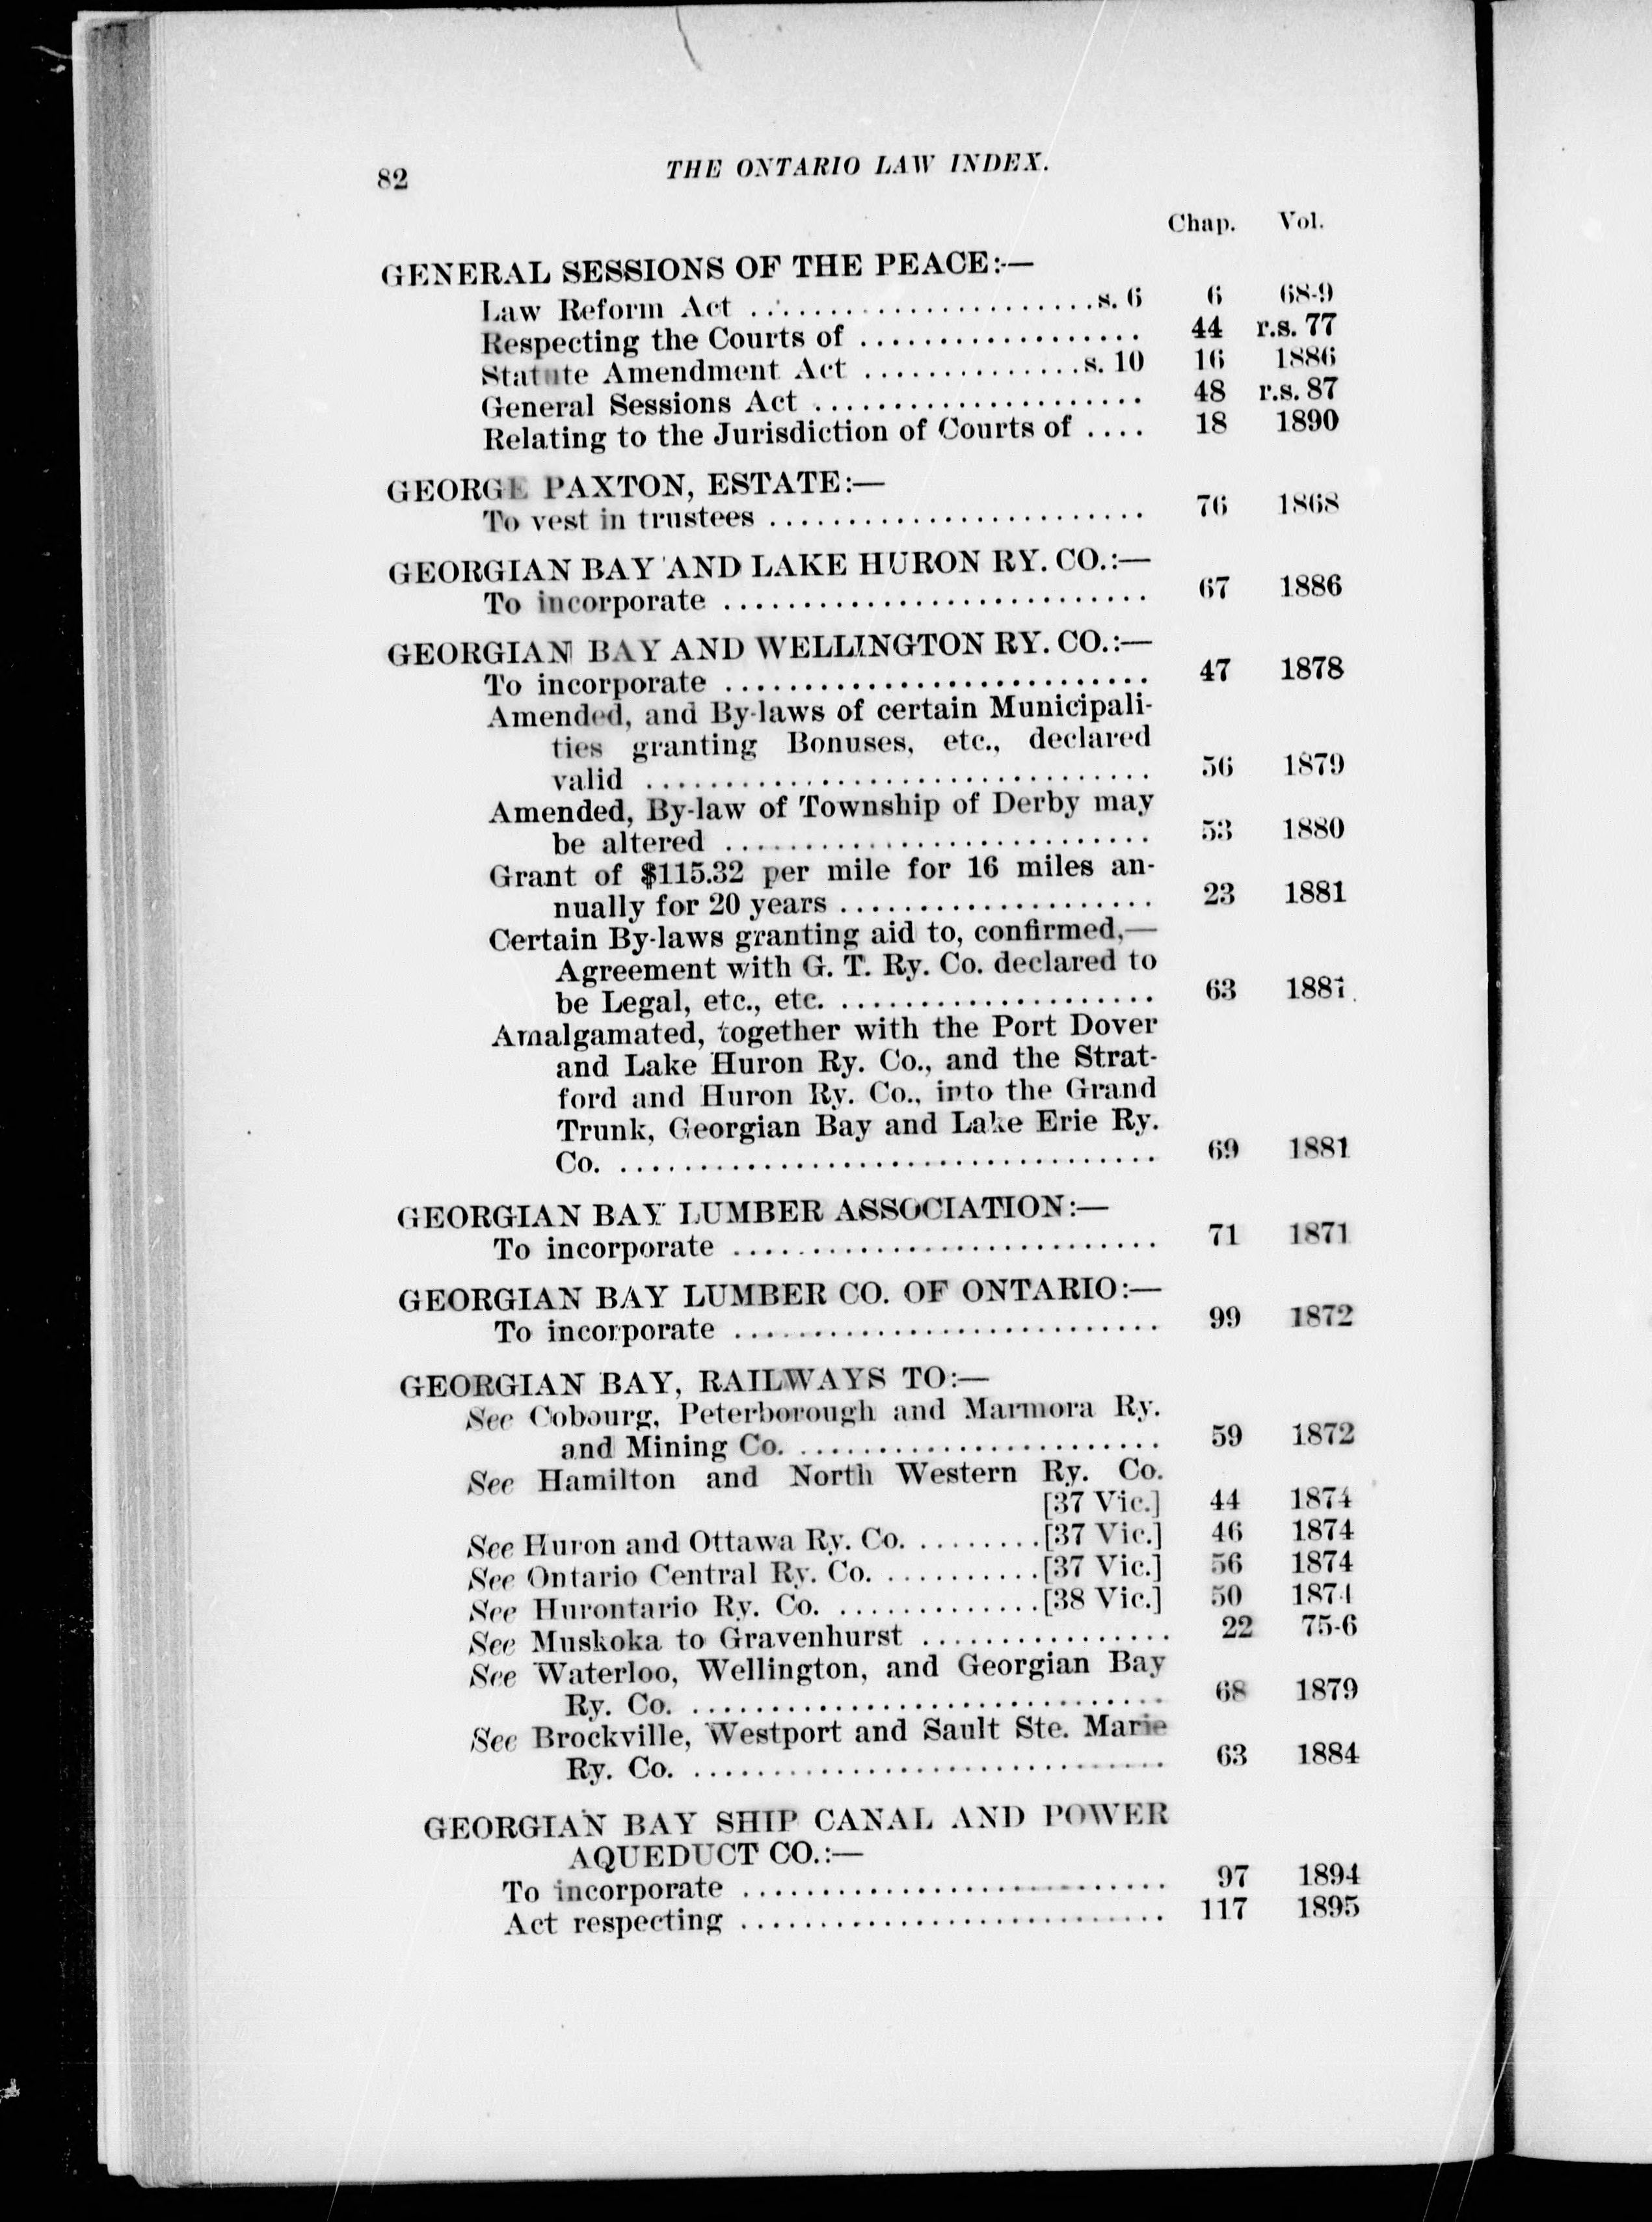 82 THE ONTARIO LAW INDEX.
Chap. Vol.
GENERAL SESSIONS OF THE PEACE:—
Law Reform Act ......................s. 6 6 68-9
Respecting the Courts of .................. 44 r.s. 77
Statute Amendment Act ..............s. 10 16 1886
General Sessions Act ..................... 48 r.s. 87
Relating to the Jurisdiction of Courts of .... 18 1890
GEORGE PAXTON, ESTATE:—
To vest in trustees ........................ 76 1868
GEORGIAN BAY AND LAKE HURON RY. CO.:—
To incorporate ........................... 67 1886
GEORGIAN BAY AND WELLINGTON RY. CO.:—
To incorporate ........................... 47 1878
Amended, and By-laws of certain Municipali-
ties granting Bonuses, etc., declared
valid ................................ 56 1879
Amended, By-law of Township of Derby may
be altered ........................... 53 1880
Grant of $115.32 per mile for 16 miles an-
nually for 20 years .................... 23 1881
Certain By-laws granting aid to, confirmed,—
Agreement with G. T. Ry. Co. declared to
be Legal, etc., etc. .................... 63 1881
Amalgamated, together with the Port Dover
and Lake Huron Ry. Co., and the Strat-
ford and Huron Ry. Co., into the Grand
Trunk, Georgian Bay and Lake Erie Ry.
Co. .................................. 69 1881
GEORGIAN BAY LUMBER ASSOCIATION:—
To incorporate ........................... 71 1871
GEORGIAN BAY LUMBER CO. OF ONTARIO:—
To incorporate ........................... 99 1872
GEORGIAN BAY, RAILWAYS TO:—
See Cobourg, Peterborough and Marmora Ry.
and Mining Co. ....................... 59 1872
See Hamilton and North Western Ry. Co.
[37 Vic.] 44 1874
See Huron and Ottawa Ry. Co. ........[37 Vic.] 46 1874
See Ontario Central Ry. Co. ..........[37 Vic.] 56 1874
See Hurontario Ry. Co. .............[38 Vic.] 50 1874
See Muskoka to Gravenhurst ................ 22 75-6
See Waterloo, Wellington, and Georgian Bay
Ry. Co. .............................. 68 1879
See Brockville, Westport and Sault Ste. Marie
Ry. Co. .............................. 63 1884
GEORGIAN BAY SHIP CANAL AND POWER
AQUEDUCT CO.:—
To incorporate ........................... 97 1894
Act respecting ........................... 117 1895